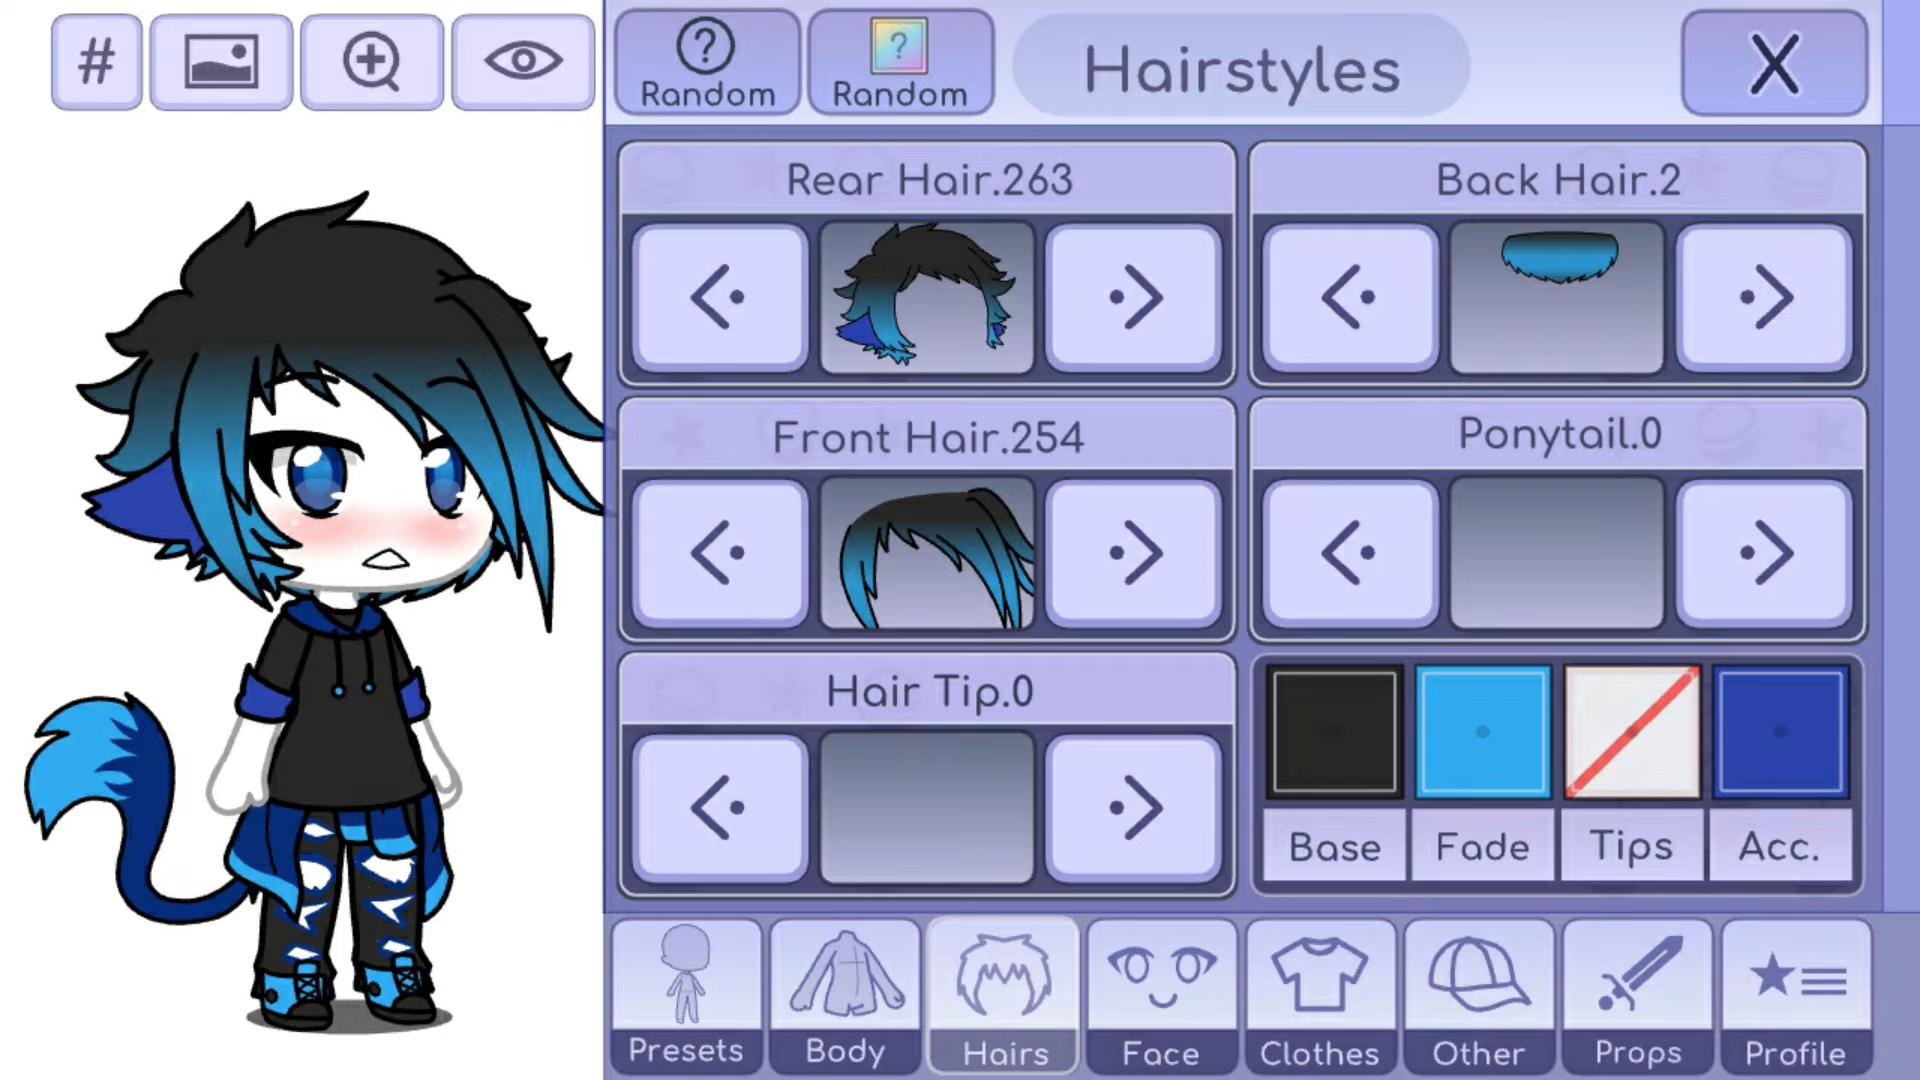 #
? Random
? Random
Hairstyles
X
Rear Hair.263
Back Hair.2
Front Hair.254
Ponytail.0
Hair Tip.0
Base
Fade
Tips
Acc.
Presets
Body
Hairs
Face
Clothes
Other
Props
Profile